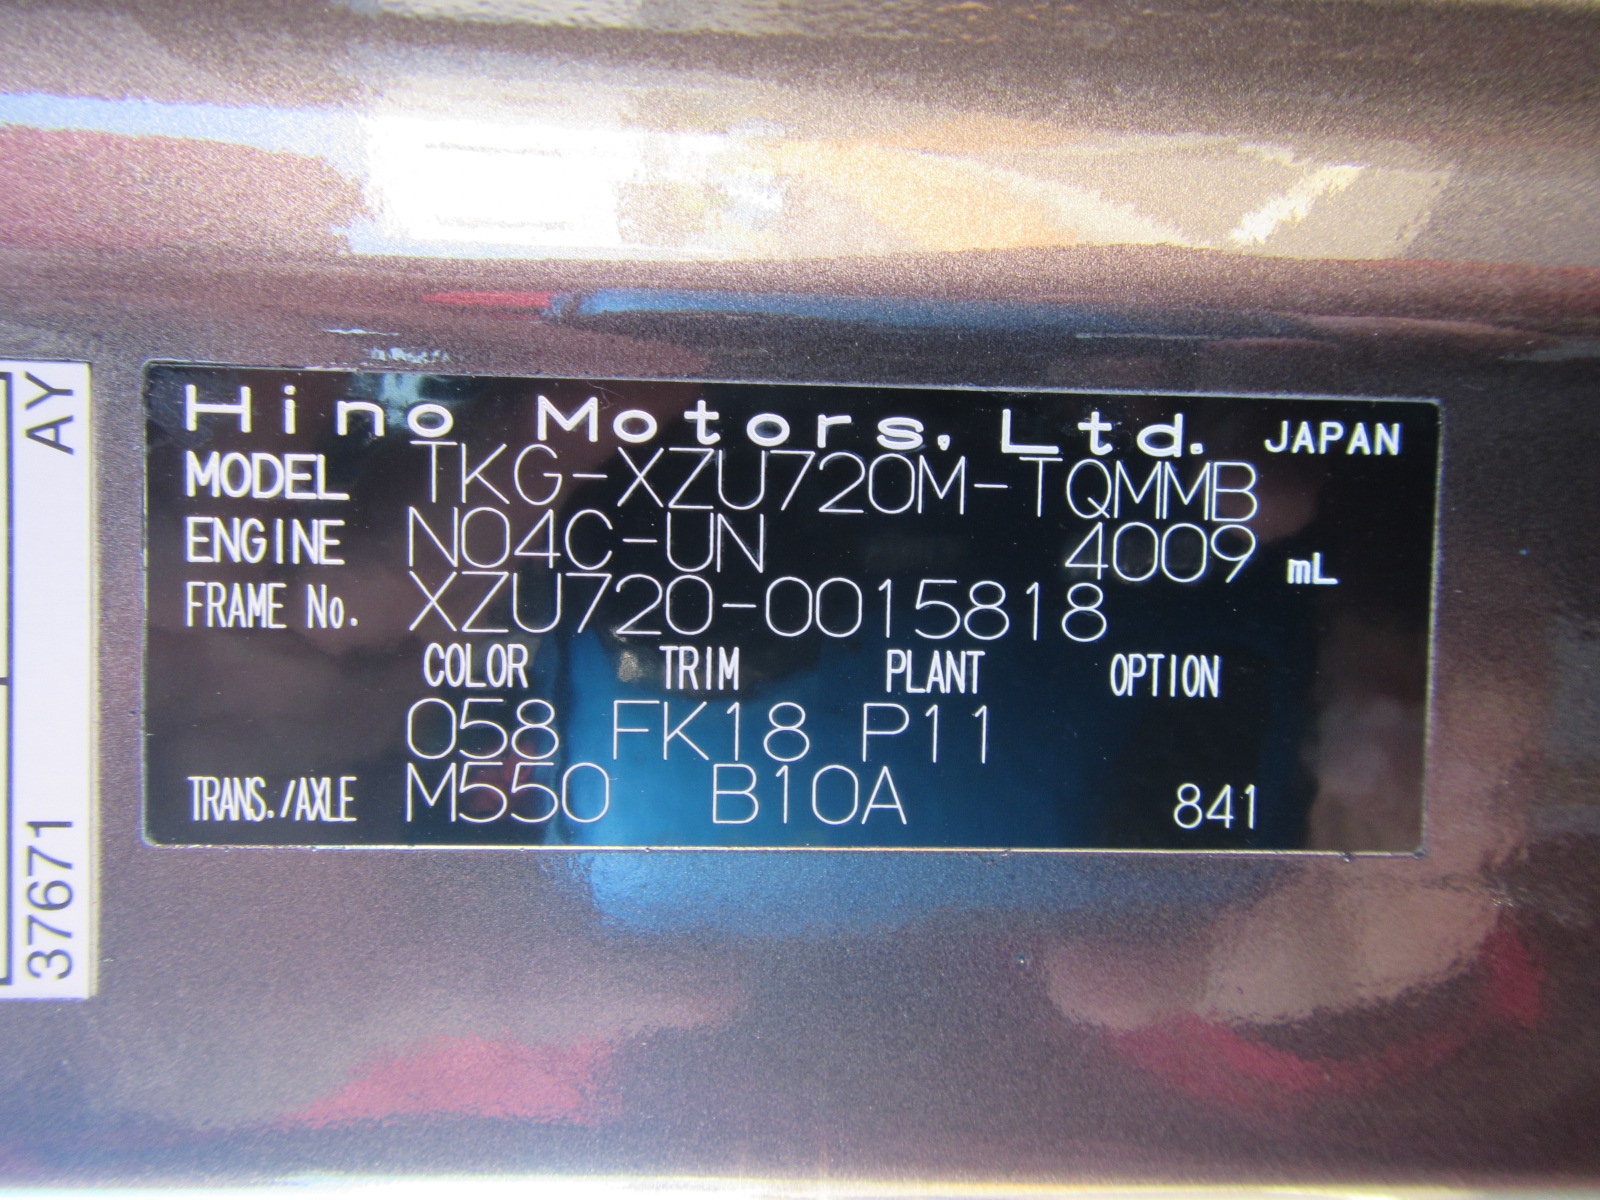 Hino Motors, Ltd. JAPAN
MODEL TKG-XZU720M-TQMMB
ENGINE N04C-UN 4009 mL
FRAME No. XZU720-0015818
COLOR TRIM PLANT OPTION
058 FK18 P11
TRANS./AXLE M550 B10A 841
37671 AY